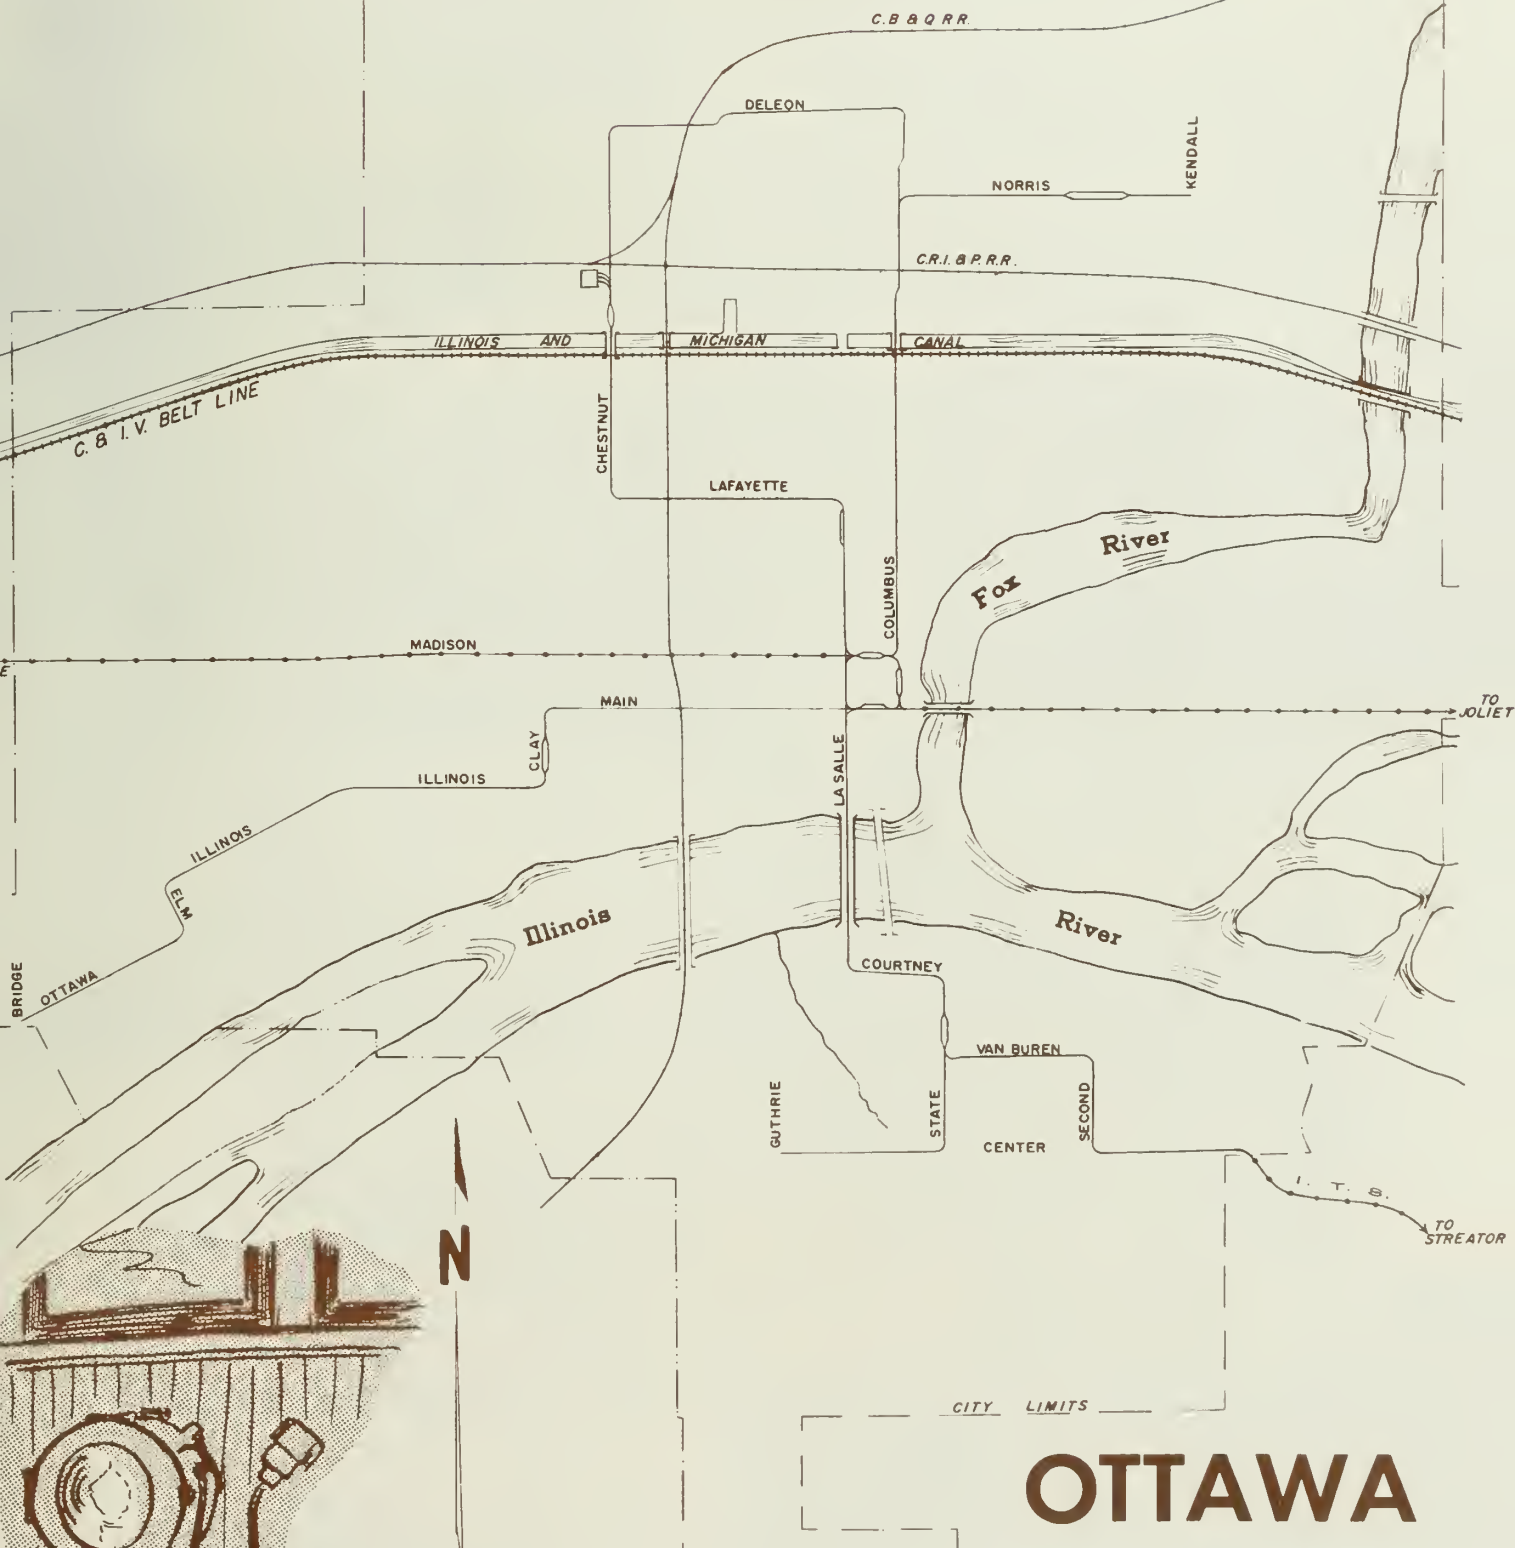 C.B & Q R.R.
DELEON
KENDALL
NORRIS
C.R.I. & P. R.R.
ILLINOIS AND MICHIGAN CANAL
C. & I. V. BELT LINE
CHESTNUT
LAFAYETTE
River
Fox
COLUMBUS
MADISON
E
MAIN
TO
JOLIET
CLAY
LA SALLE
ILLINOIS
ILLINOIS
ELM
Illinois
River
OTTAWA
BRIDGE
COURTNEY
VAN BUREN
GUTHRIE
STATE
SECOND
CENTER
I. T. S.
TO
STREATOR
N
CITY LIMITS
OTTAWA